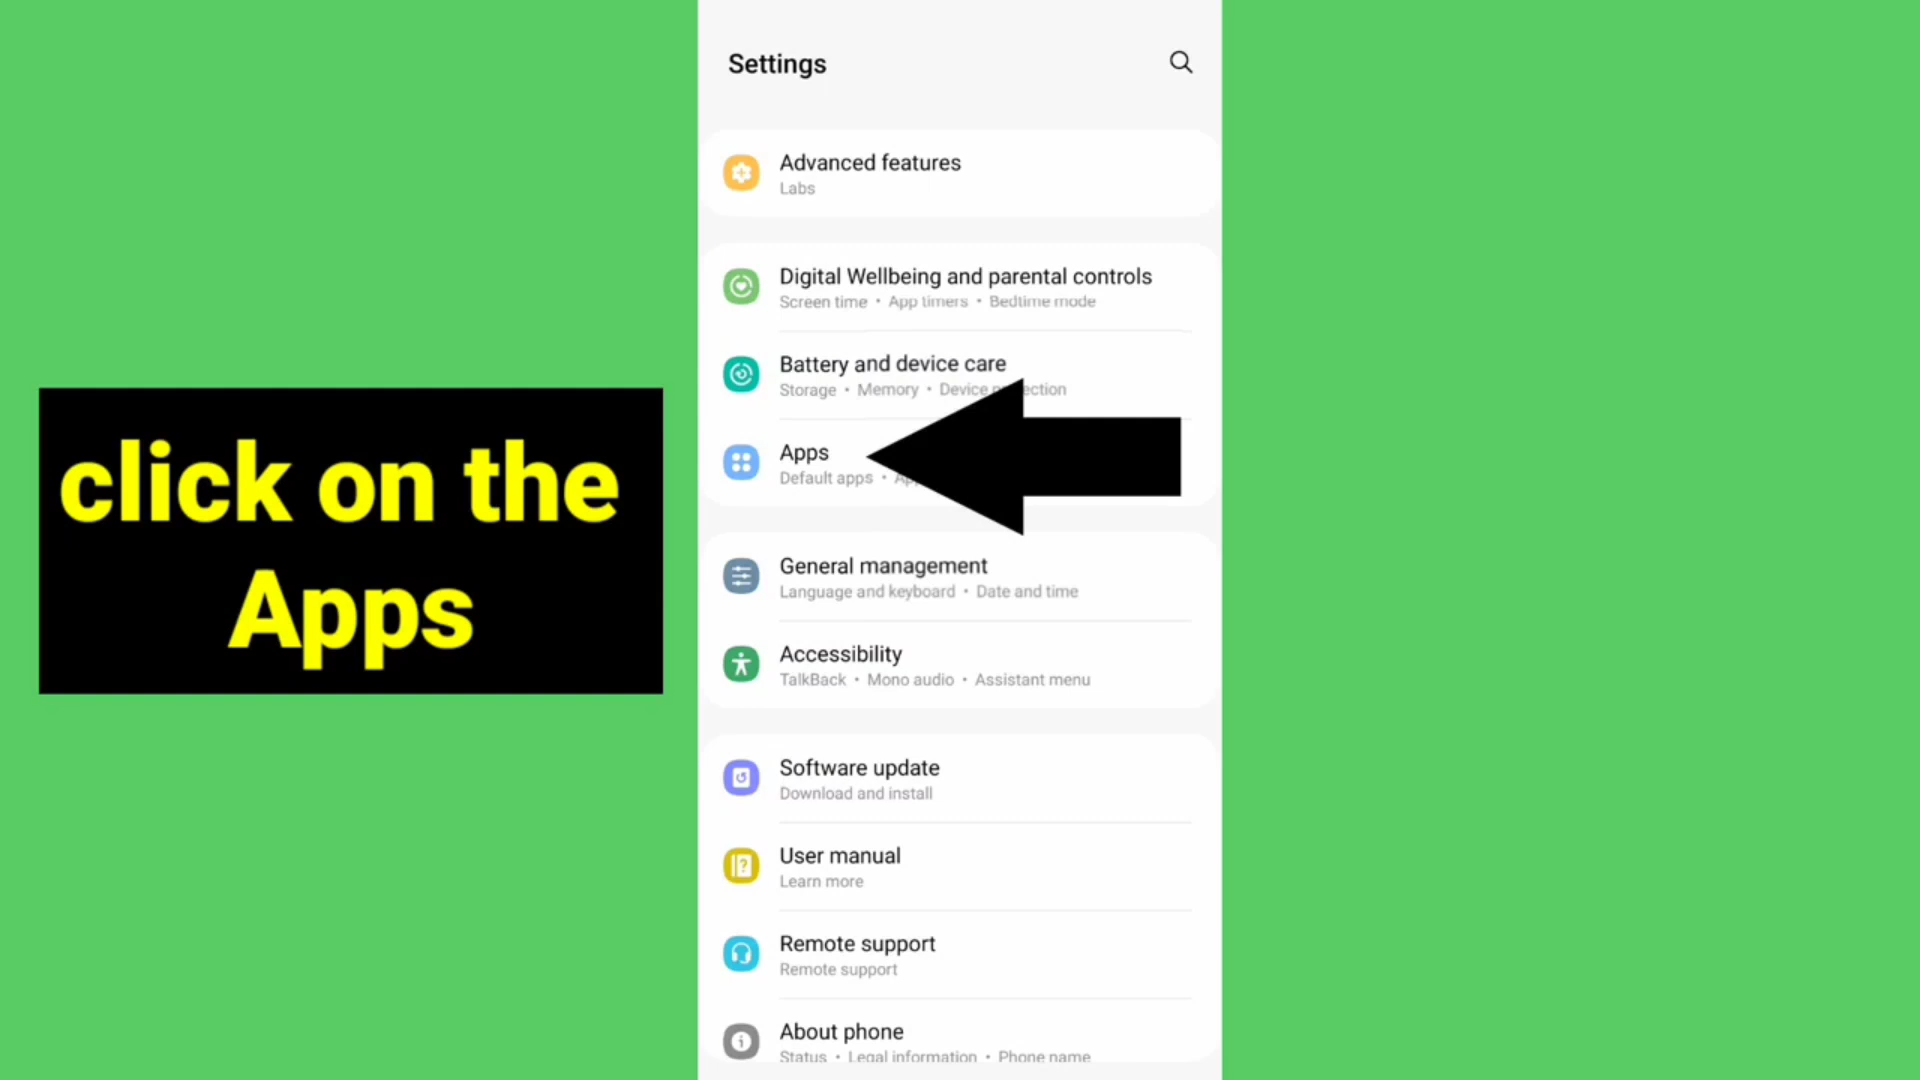 Settings
Advanced features
Labs
Digital Wellbeing and parental controls
Screen time • App timers • Bedtime mode
Battery and device care
Storage • Memory • Device
click on the
Apps
Apps
Default apps •
General management
Language and keyboard • Date and time
Accessibility
TalkBack • Mono audio • Assistant menu
Software update
Download and install
User manual
Learn more
Remote support
Remote support
About phone
Status • Legal information • Phone name